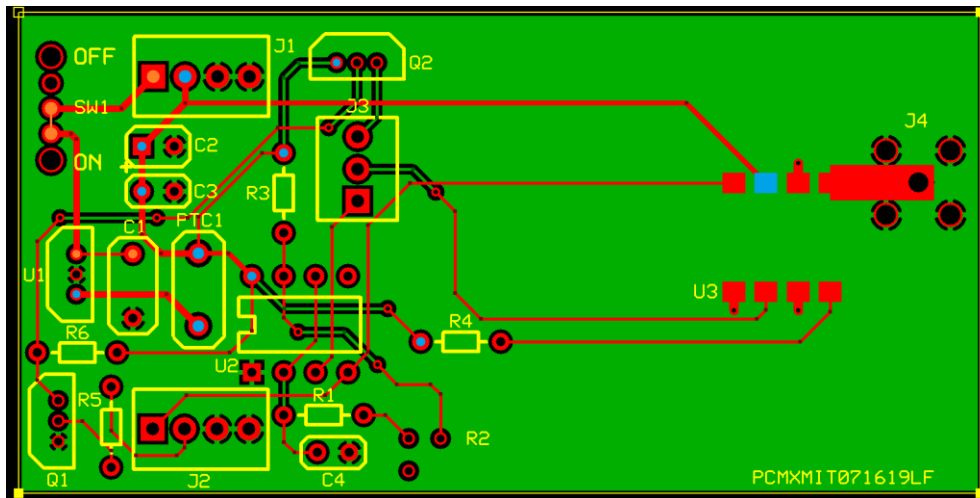 J1
OFF
Q2
SW1
J3
J4
C2
ON
+
R3
C3
C1
PTC1
U1
U3
R6
R4
U2
R5
R1
R2
Q1
J2
C4
PCMXMIT071619LF